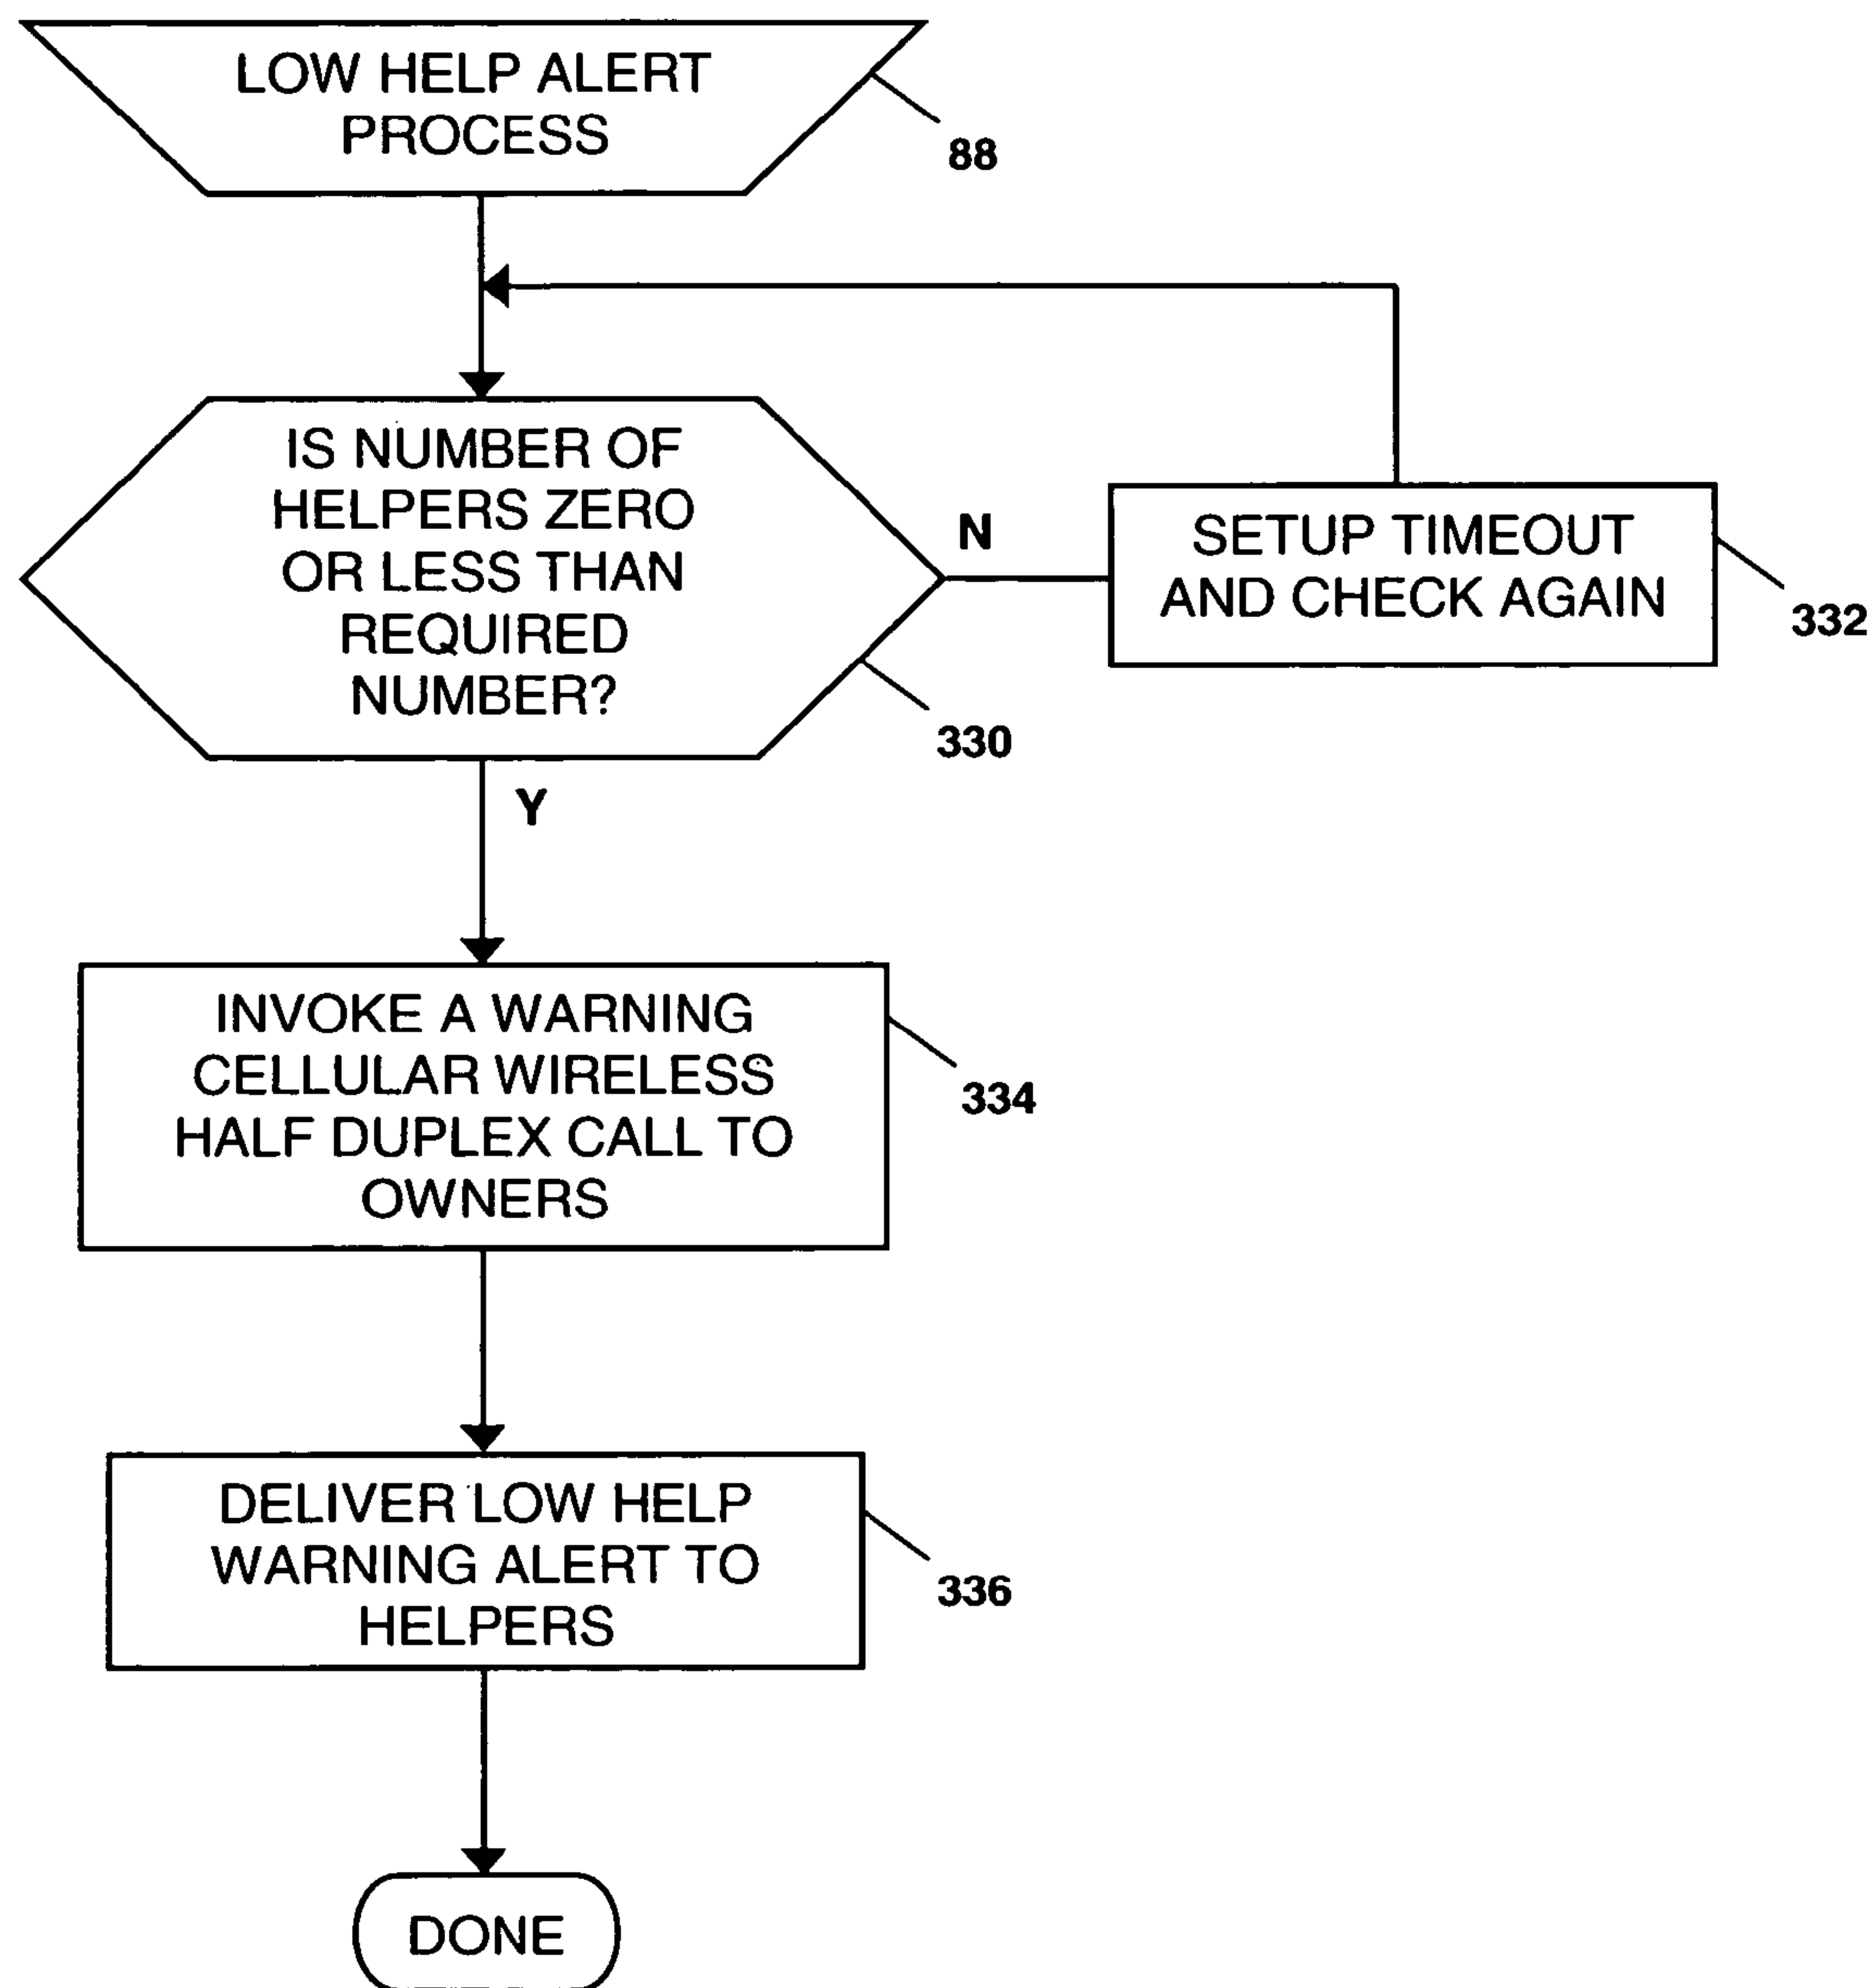 LOW HELP ALERT
PROCESS
88
IS NUMBER OF
HELPERS ZERO
OR LESS THAN
REQUIRED
NUMBER?
330
N
SETUP TIMEOUT
AND CHECK AGAIN
332
Y
INVOKE A WARNING
CELLULAR WIRELESS
HALF DUPLEX CALL TO
OWNERS
334
DELIVER LOW HELP
WARNING ALERT TO
HELPERS
336
DONE